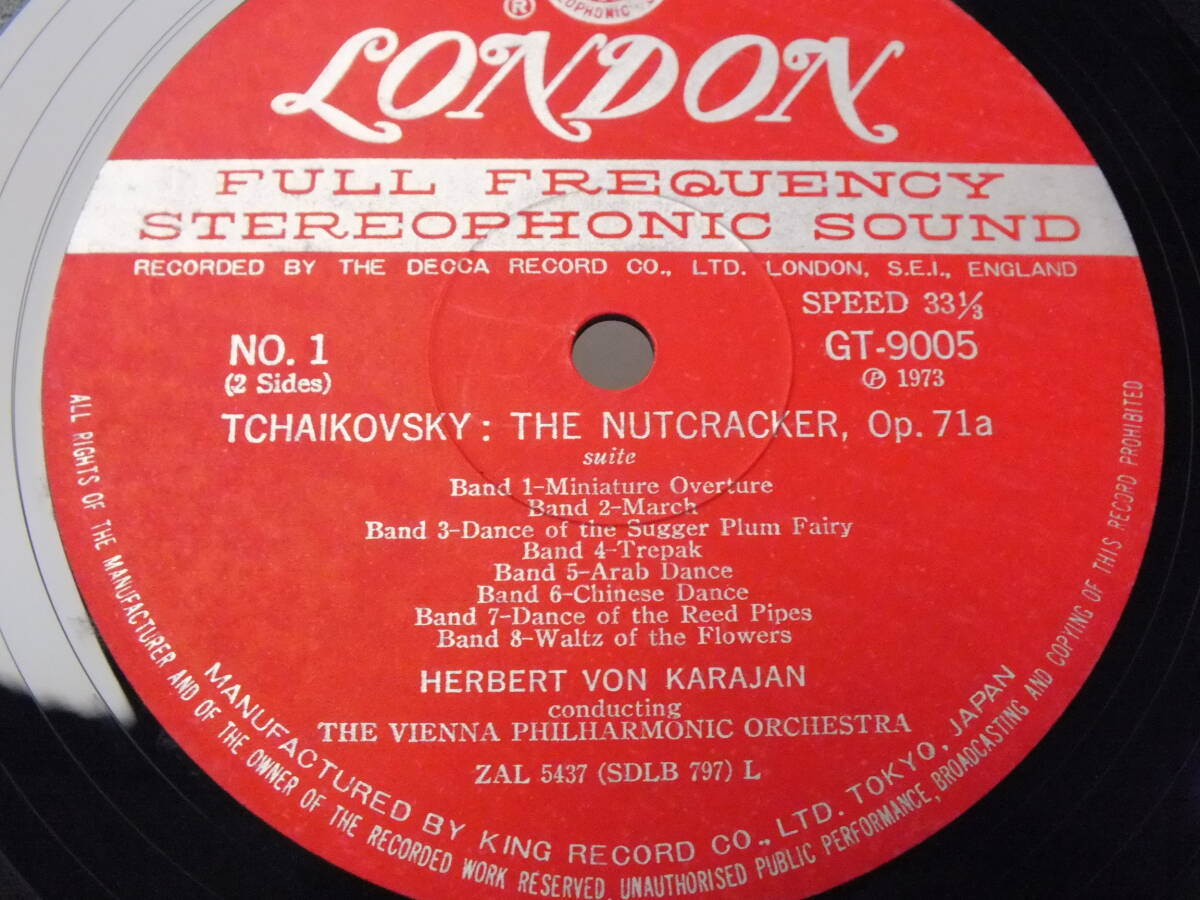 ®
OPHONIC
LONDON
FULL FREQUENCY
STEREOPHONIC SOUND
RECORDED BY THE DECCA RECORD CO., LTD. LONDON, S.E.I., ENGLAND
SPEED 33⅓
NO. 1
(2 Sides)
GT-9005
℗ 1973
TCHAIKOVSKY: THE NUTCRACKER, Op. 71a
suite
Band 1-Miniature Overture
Band 2-March
Band 3-Dance of the Sugger Plum Fairy
Band 4-Trepak
Band 5-Arab Dance
Band 6-Chinese Dance
Band 7-Dance of the Reed Pipes
Band 8-Waltz of the Flowers
HERBERT VON KARAJAN
conducting
THE VIENNA PHILHARMONIC ORCHESTRA
ZAL 5437 (SDLB 797) L
MANUFACTURED BY KING RECORD CO., LTD. TOKYO, JAPAN
ALL RIGHTS OF THE MANUFACTURER AND OF THE OWNER OF THE RECORDED WORK RESERVED, UNAUTHORISED PUBLIC PERFORMANCE, BROADCASTING AND COPYING OF THIS RECORD PROHIBITED